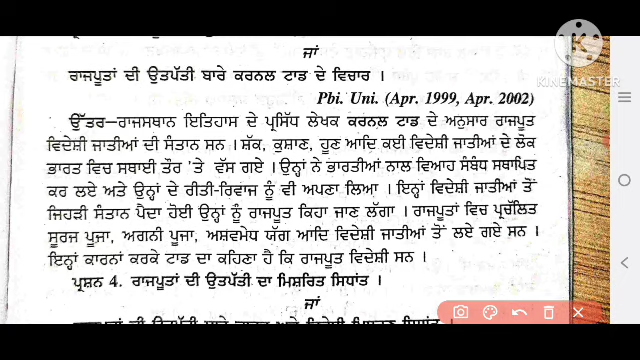 ਜਾਂ
ਰਾਜਪੂਤਾਂ ਦੀ ਉਤਪੱਤੀ ਬਾਰੇ ਕਰਨਲ ਟਾਡ ਦੇ ਵਿਚਾਰ ।
Pbi. Uni. (Apr. 1999, Apr. 2002)
ਉੱਤਰ—ਰਾਜਸਥਾਨ ਇਤਿਹਾਸ ਦੇ ਪ੍ਰਸਿੱਧ ਲੇਖਕ ਕਰਨਲ ਟਾਡ ਦੇ ਅਨੁਸਾਰ ਰਾਜਪੂਤ
ਵਿਦੇਸ਼ੀ ਜਾਤੀਆਂ ਦੀ ਸੰਤਾਨ ਸਨ । ਸ਼ੱਕ, ਕੁਸ਼ਾਣ, ਹੂਣ ਆਦਿ ਕਈ ਵਿਦੇਸ਼ੀ ਜਾਤੀਆਂ ਦੇ ਲੋਕ
ਭਾਰਤ ਵਿਚ ਸਥਾਈ ਤੌਰ 'ਤੇ ਵੱਸ ਗਏ । ਉਨ੍ਹਾਂ ਨੇ ਭਾਰਤੀਆਂ ਨਾਲ ਵਿਆਹ ਸੰਬੰਧ ਸਥਾਪਿਤ
ਕਰ ਲਏ ਅਤੇ ਉਨ੍ਹਾਂ ਦੇ ਰੀਤੀ-ਰਿਵਾਜ ਨੂੰ ਵੀ ਅਪਣਾ ਲਿਆ । ਇਨ੍ਹਾਂ ਵਿਦੇਸ਼ੀ ਜਾਤੀਆਂ ਤੋਂ
ਜਿਹੜੀ ਸੰਤਾਨ ਪੈਦਾ ਹੋਈ ਉਨ੍ਹਾਂ ਨੂੰ ਰਾਜਪੂਤ ਕਿਹਾ ਜਾਣ ਲੱਗਾ । ਰਾਜਪੂਤਾਂ ਵਿਚ ਪ੍ਰਚੱਲਿਤ
ਸੂਰਜ ਪੂਜਾ, ਅਗਨੀ ਪੂਜਾ, ਅਸ਼ਵਮੇਧ ਯੱਗ ਆਦਿ ਵਿਦੇਸ਼ੀ ਜਾਤੀਆਂ ਤੋਂ ਲਏ ਗਏ ਸਨ ।
ਇਨ੍ਹਾਂ ਕਾਰਨਾਂ ਕਰਕੇ ਟਾਡ ਦਾ ਕਹਿਣਾ ਹੈ ਕਿ ਰਾਜਪੂਤ ਵਿਦੇਸ਼ੀ ਸਨ ।
ਪ੍ਰਸ਼ਨ 4. ਰਾਜਪੂਤਾਂ ਦੀ ਉਤਪੱਤੀ ਦਾ ਮਿਸ਼ਰਿਤ ਸਿਧਾਂਤ ।
ਜਾਂ
KINEMASTER